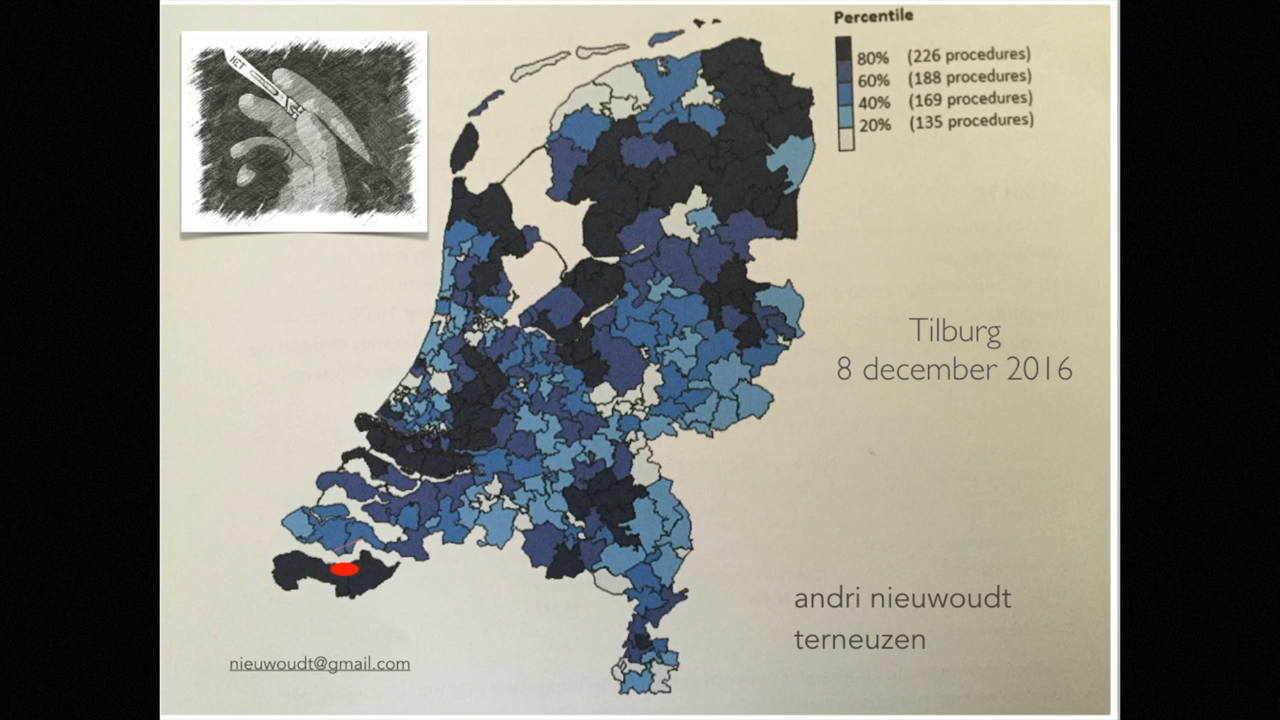 HET
Percentile
80% (226 procedures)
60% (188 procedures)
40% (169 procedures)
20% (135 procedures)
Tilburg
8 december 2016
andri nieuwoudt
terneuzen
nieuwoudt@gmail.com